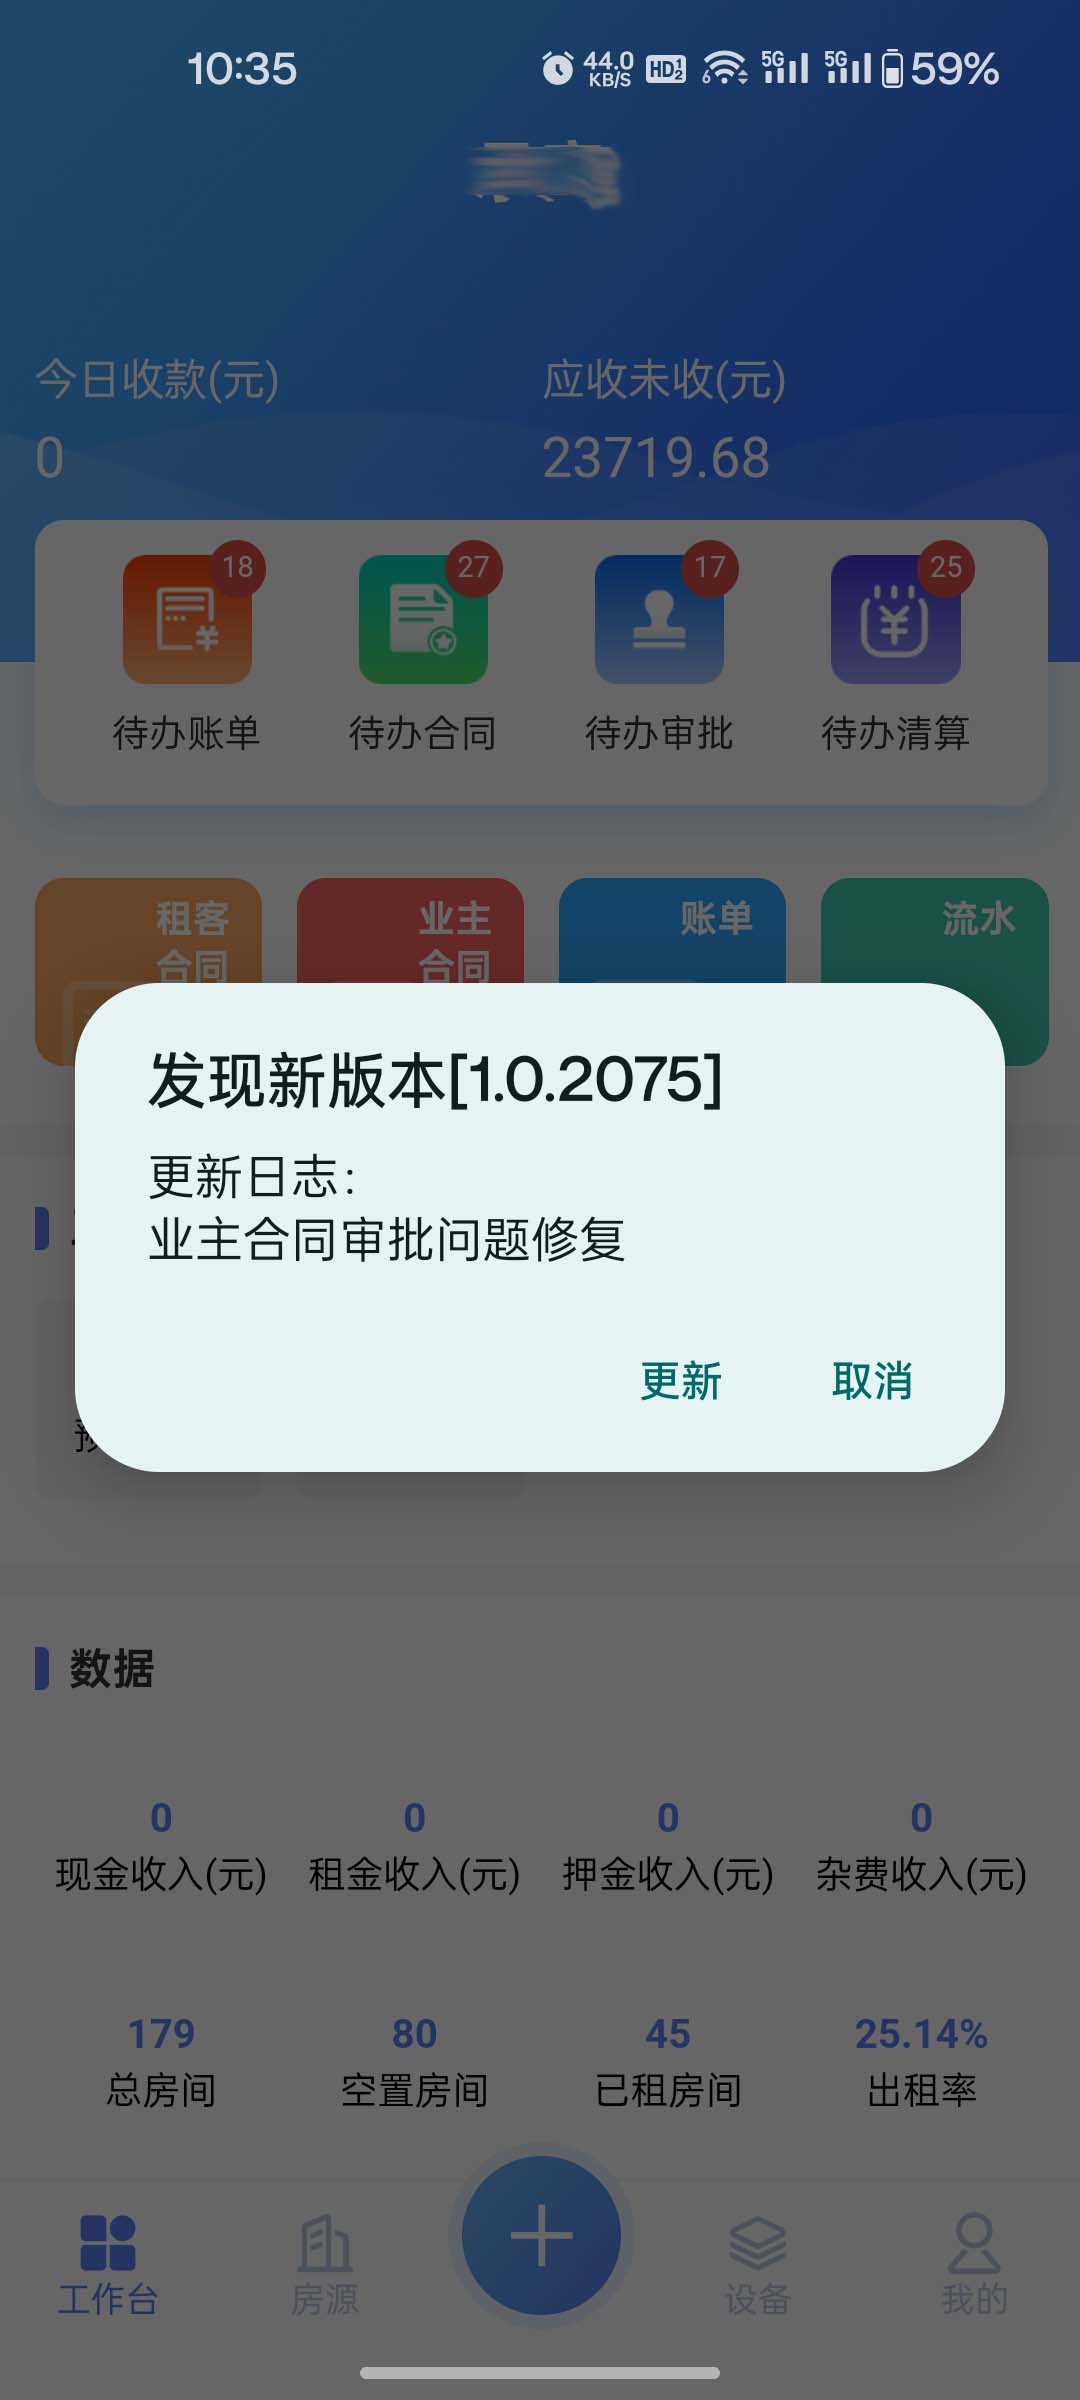 10:35
44.0
KB/S
HD 1 2
6
5G
5G
59%
今日收款(元)
应收未收(元)
0
23719.68
18
27
17
25
待办账单
待办合同
待办审批
待办清算
租客
合同
业主
合同
账单
流水
发现新版本[1.0.2075]
更新日志：
业主合同审批问题修复
更新
取消
数据
0
0
0
0
现金收入(元)
租金收入(元)
押金收入(元)
杂费收入(元)
179
80
45
25.14%
总房间
空置房间
已租房间
出租率
工作台
房源
设备
我的